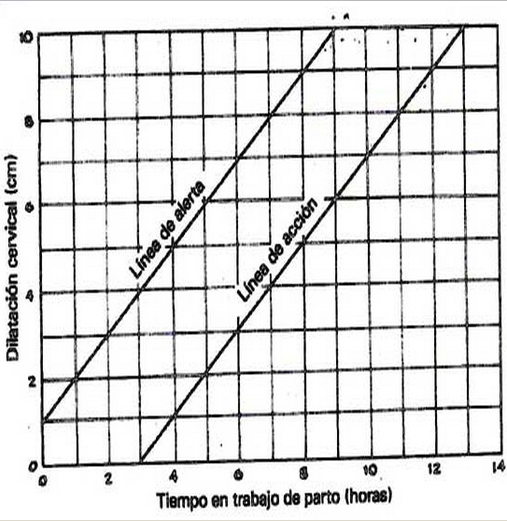 Dilatación cervical (cm)
10
8
6
4
2
0
Línea de alerta
Línea de acción
0 2 4 6 8 10 12 14
Tiempo en trabajo de parto (horas)